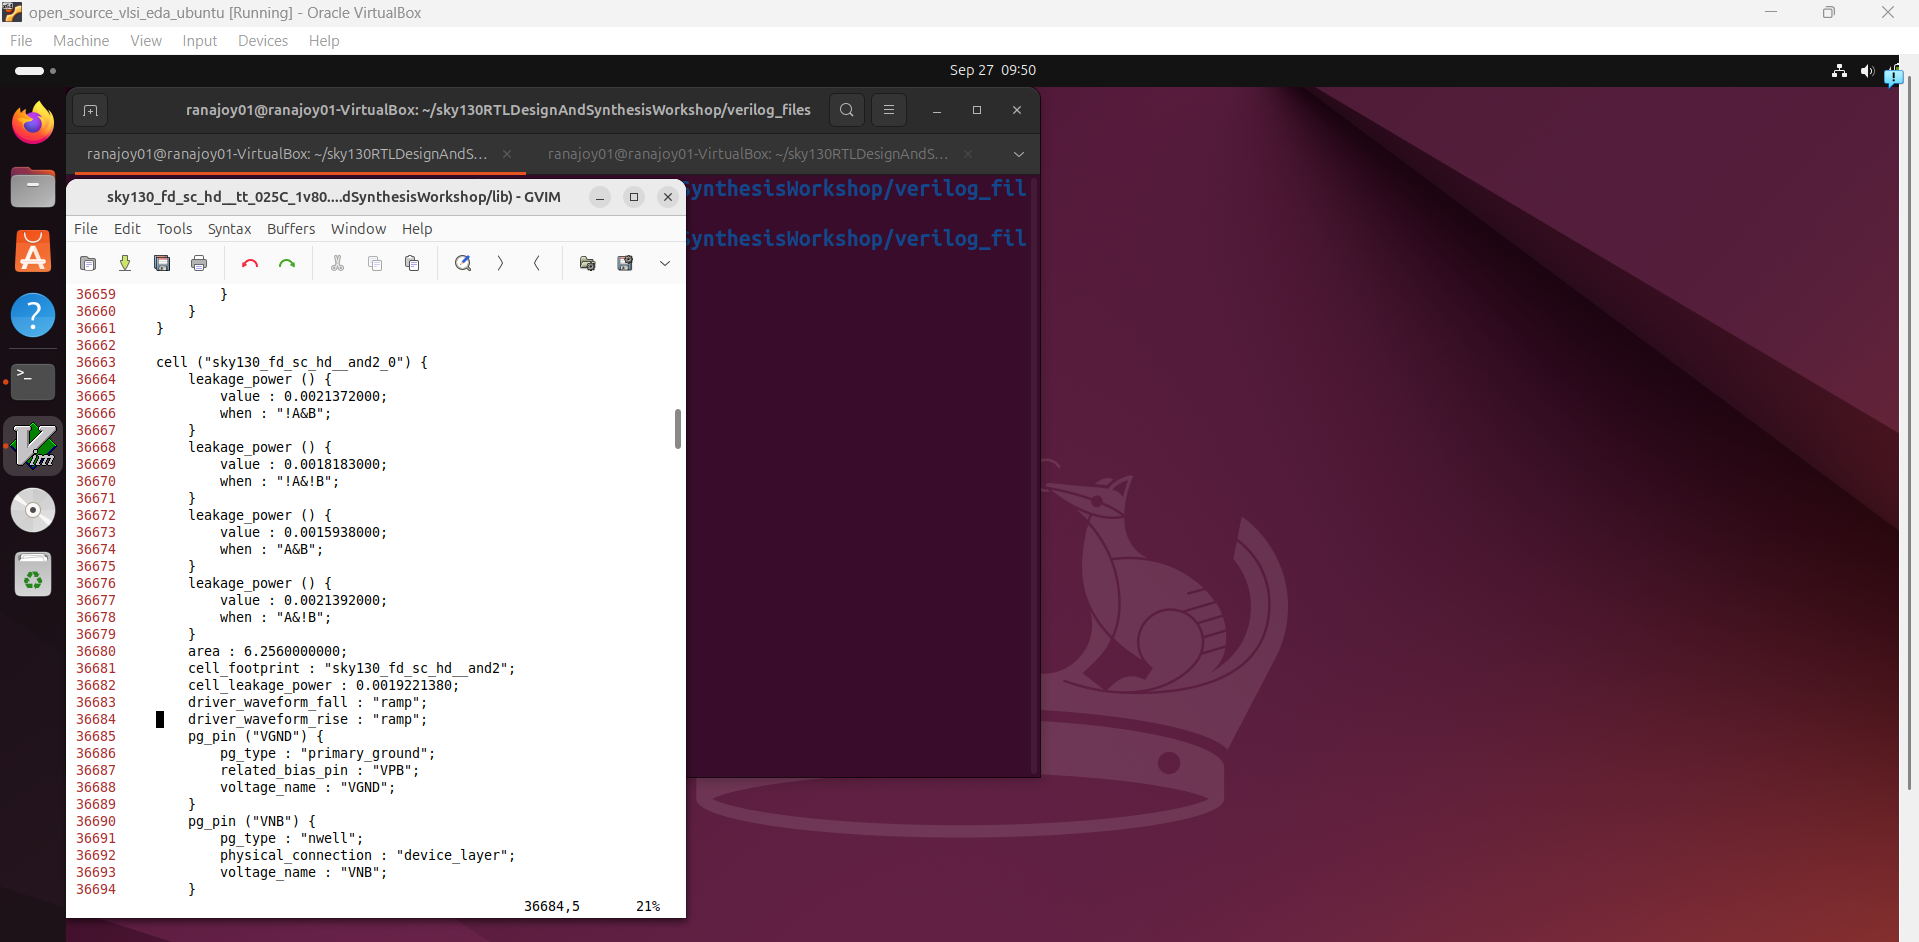 open_source_vlsi_eda_ubuntu [Running] - Oracle VirtualBox
File Machine View Input Devices Help
Sep 27 09:50
ranajoy01@ranajoy01-VirtualBox: ~/sky130RTLDesignAndSynthesisWorkshop/verilog_files
ranajoy01@ranajoy01-VirtualBox: ~/sky130RTLDesignAndS...
ranajoy01@ranajoy01-VirtualBox: ~/sky130RTLDesignAndS...
SynthesisWorkshop/verilog_fil
SynthesisWorkshop/verilog_fil
sky130_fd_sc_hd__tt_025C_1v80....dSynthesisWorkshop/lib) - GVIM
File Edit Tools Syntax Buffers Window Help
36659 }
36660 }
36661 }
36662
36663 cell ("sky130_fd_sc_hd__and2_0") {
36664 leakage_power () {
36665 value : 0.0021372000;
36666 when : "!A&B";
36667 }
36668 leakage_power () {
36669 value : 0.0018183000;
36670 when : "!A&!B";
36671 }
36672 leakage_power () {
36673 value : 0.0015938000;
36674 when : "A&B";
36675 }
36676 leakage_power () {
36677 value : 0.0021392000;
36678 when : "A&!B";
36679 }
36680 area : 6.2560000000;
36681 cell_footprint : "sky130_fd_sc_hd__and2";
36682 cell_leakage_power : 0.0019221380;
36683 driver_waveform_fall : "ramp";
36684 driver_waveform_rise : "ramp";
36685 pg_pin ("VGND") {
36686 pg_type : "primary_ground";
36687 related_bias_pin : "VPB";
36688 voltage_name : "VGND";
36689 }
36690 pg_pin ("VNB") {
36691 pg_type : "nwell";
36692 physical_connection : "device_layer";
36693 voltage_name : "VNB";
36694 }
36684,5 21%